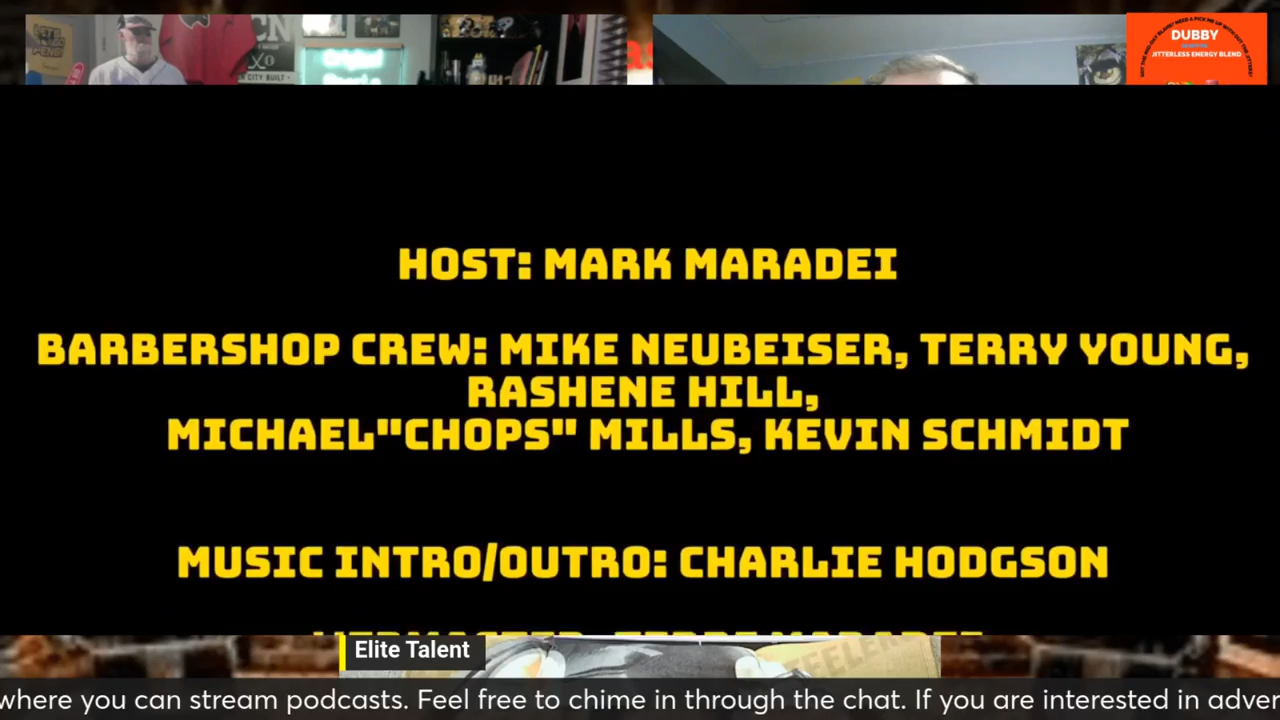 DUBBY
JITTERLESS ENERGY BLEND
CITY BUILT
HOST: MARK MARADEI
BARBERSHOP CREW: MIKE NEUBEISER, TERRY YOUNG,
RASHENE HILL,
MICHAEL"CHOPS" MILLS, KEVIN SCHMIDT
MUSIC INTRO/OUTRO: CHARLIE HODGSON
Elite Talent
where you can stream podcasts. Feel free to chime in through the chat. If you are interested in adver